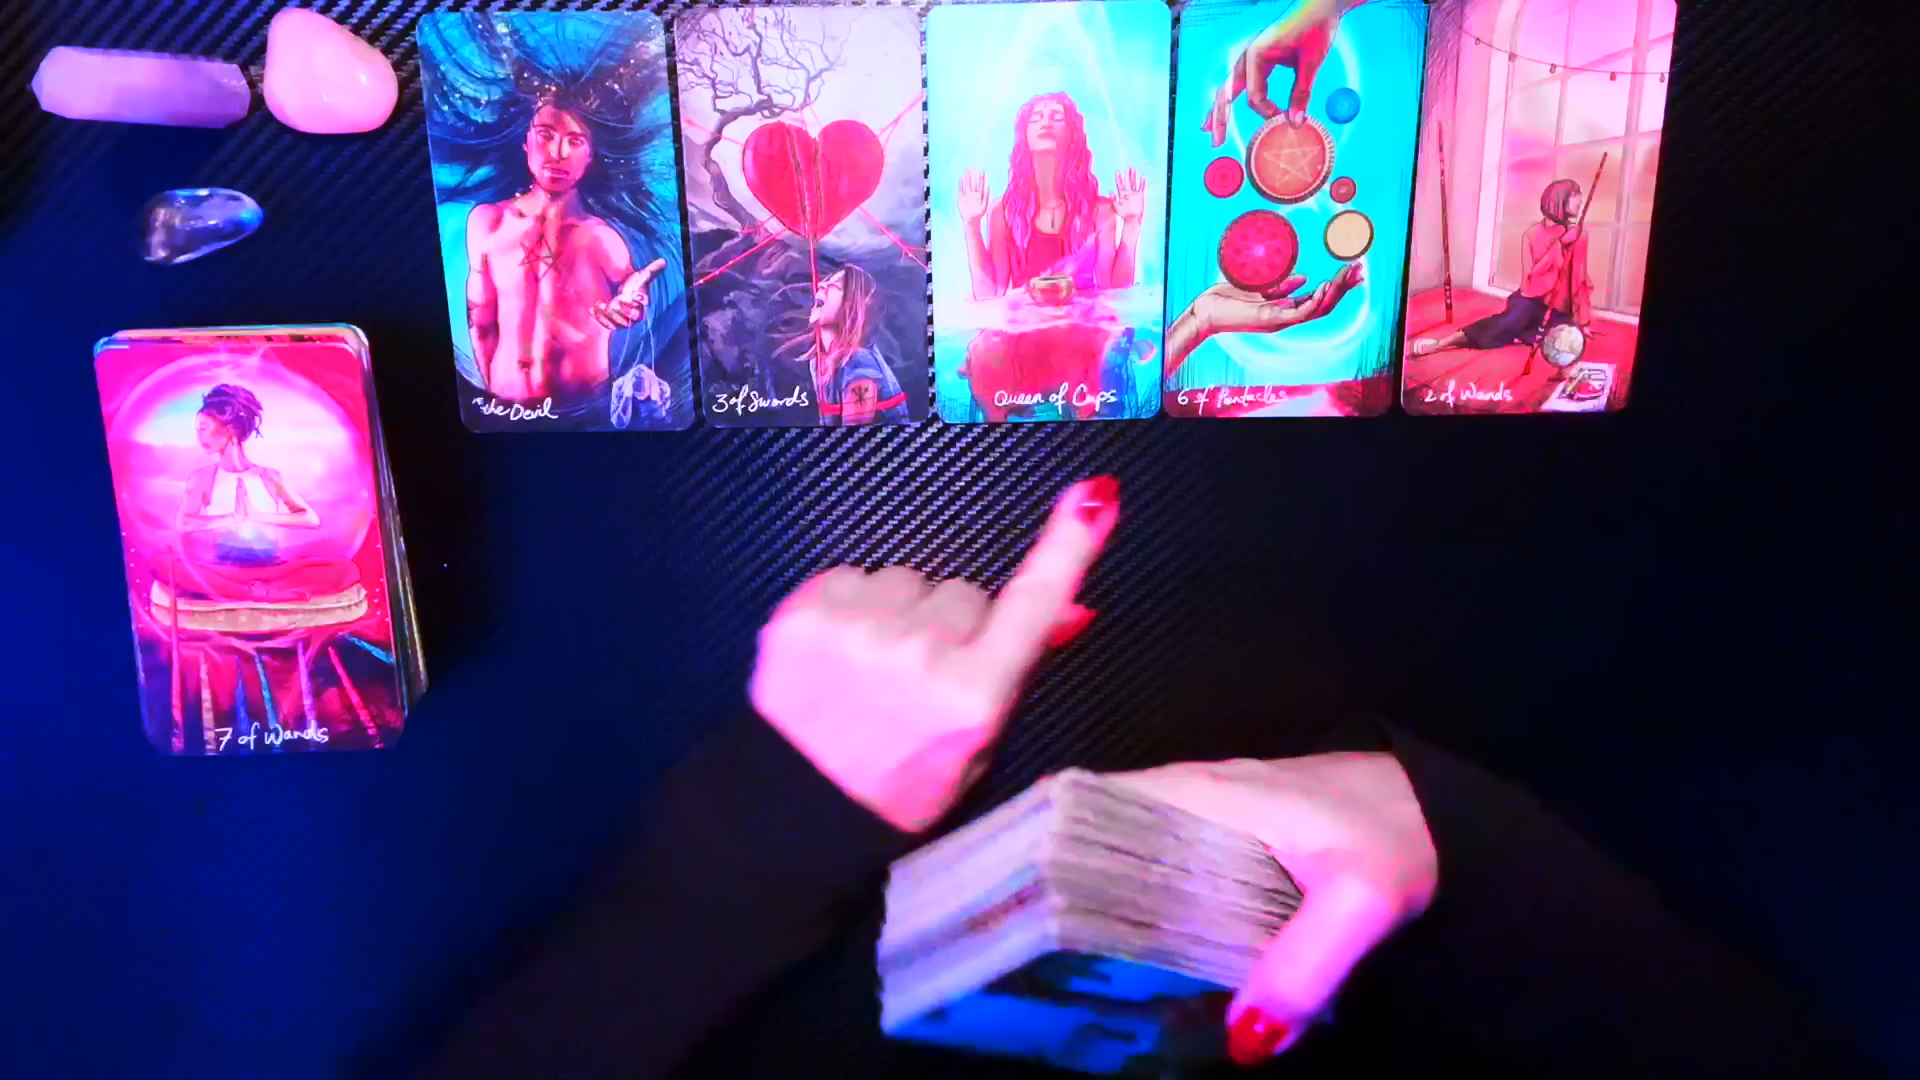 the Devil
3 of Swords
Queen of Cups
6 of Pentacles
2 of Wands
7 of Wands